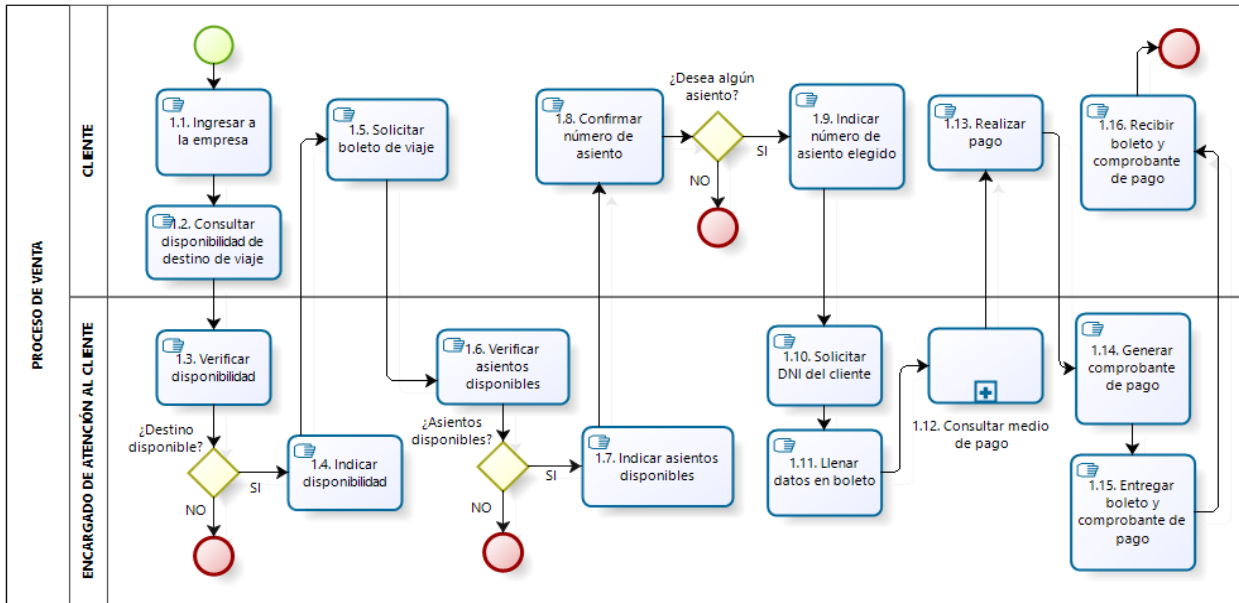 PROCESO DE VENTA
CLIENTE
1.1. Ingresar a
la empresa
1.2. Consultar
disponibilidad de
destino de viaje
1.5. Solicitar
boleto de viaje
1.8. Confirmar
número de
asiento
¿Desea algún
asiento?
SI
NO
1.9. Indicar
número de
asiento elegido
1.13. Realizar
pago
1.16. Recibir
boleto y
comprobante
de pago
ENCARGADO DE ATENCIÓN AL CLIENTE
1.3. Verificar
disponibilidad
¿Destino
disponible?
SI
NO
1.4. Indicar
disponibilidad
1.6. Verificar
asientos
disponibles
¿Asientos
disponibles?
SI
NO
1.7. Indicar asientos
disponibles
1.10. Solicitar
DNI del cliente
1.11. Llenar
datos en boleto
1.12. Consultar medio
de pago
1.14. Generar
comprobante
de pago
1.15. Entregar
boleto y
comprobante de
pago